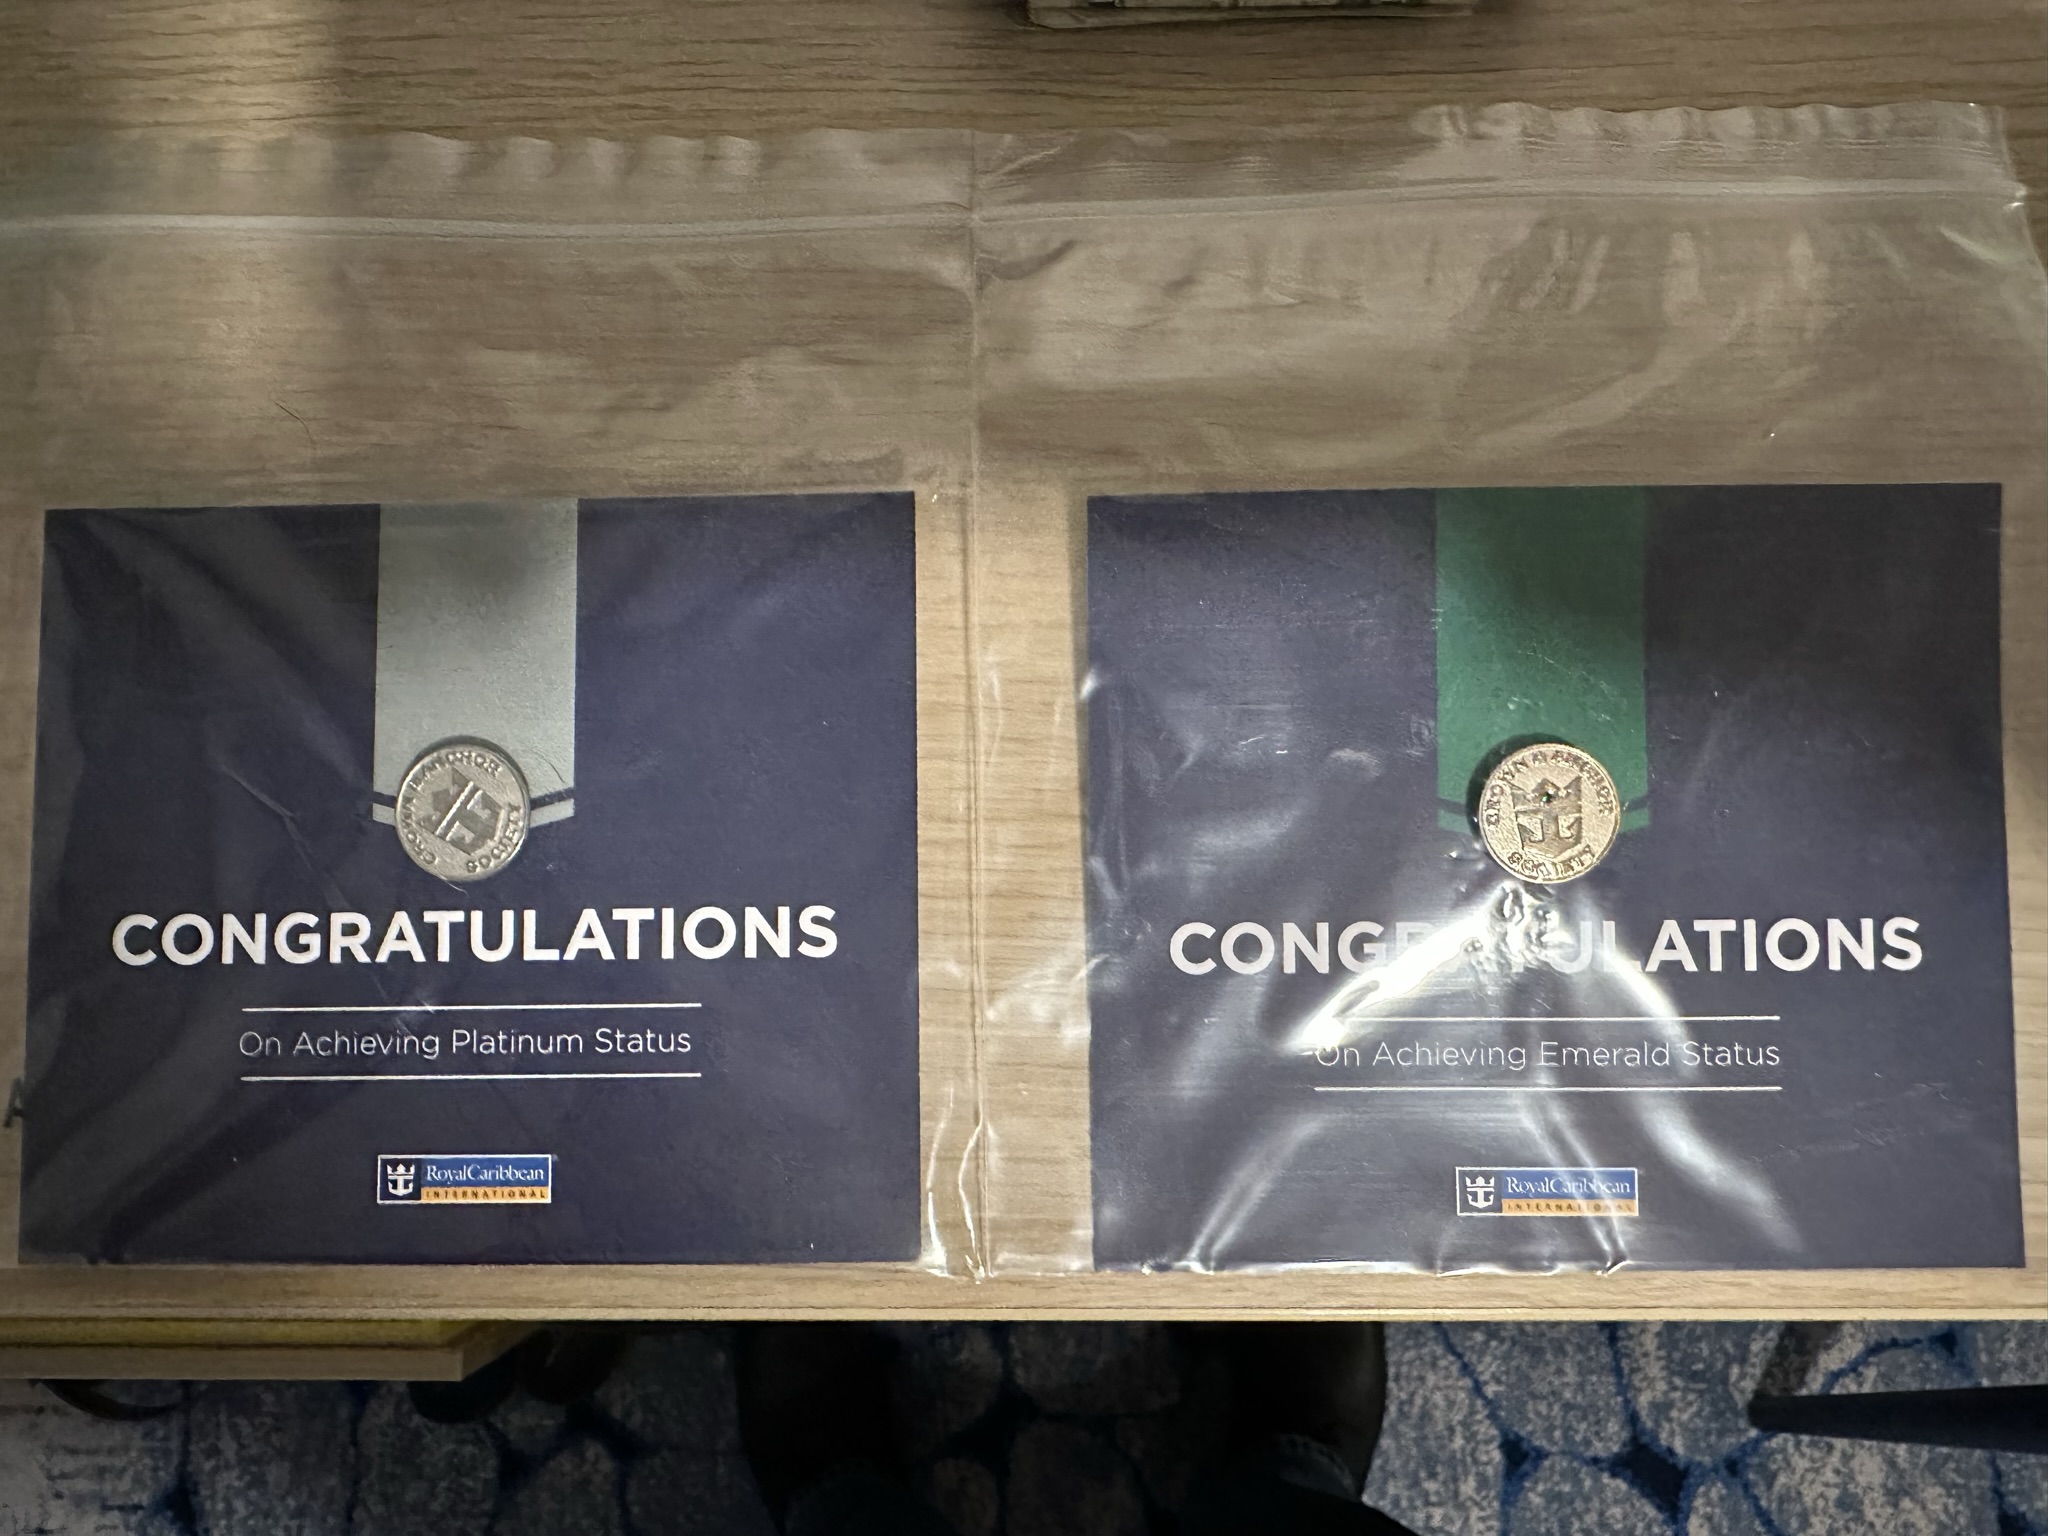 CROWN & ANCHOR
SOCIETY
CONGRATULATIONS
On Achieving Platinum Status
RoyalCaribbean
INTERNATIONAL
CROWN & ANCHOR
SOCIETY
CONGRATULATIONS
On Achieving Emerald Status
RoyalCaribbean
INTERNATIONAL